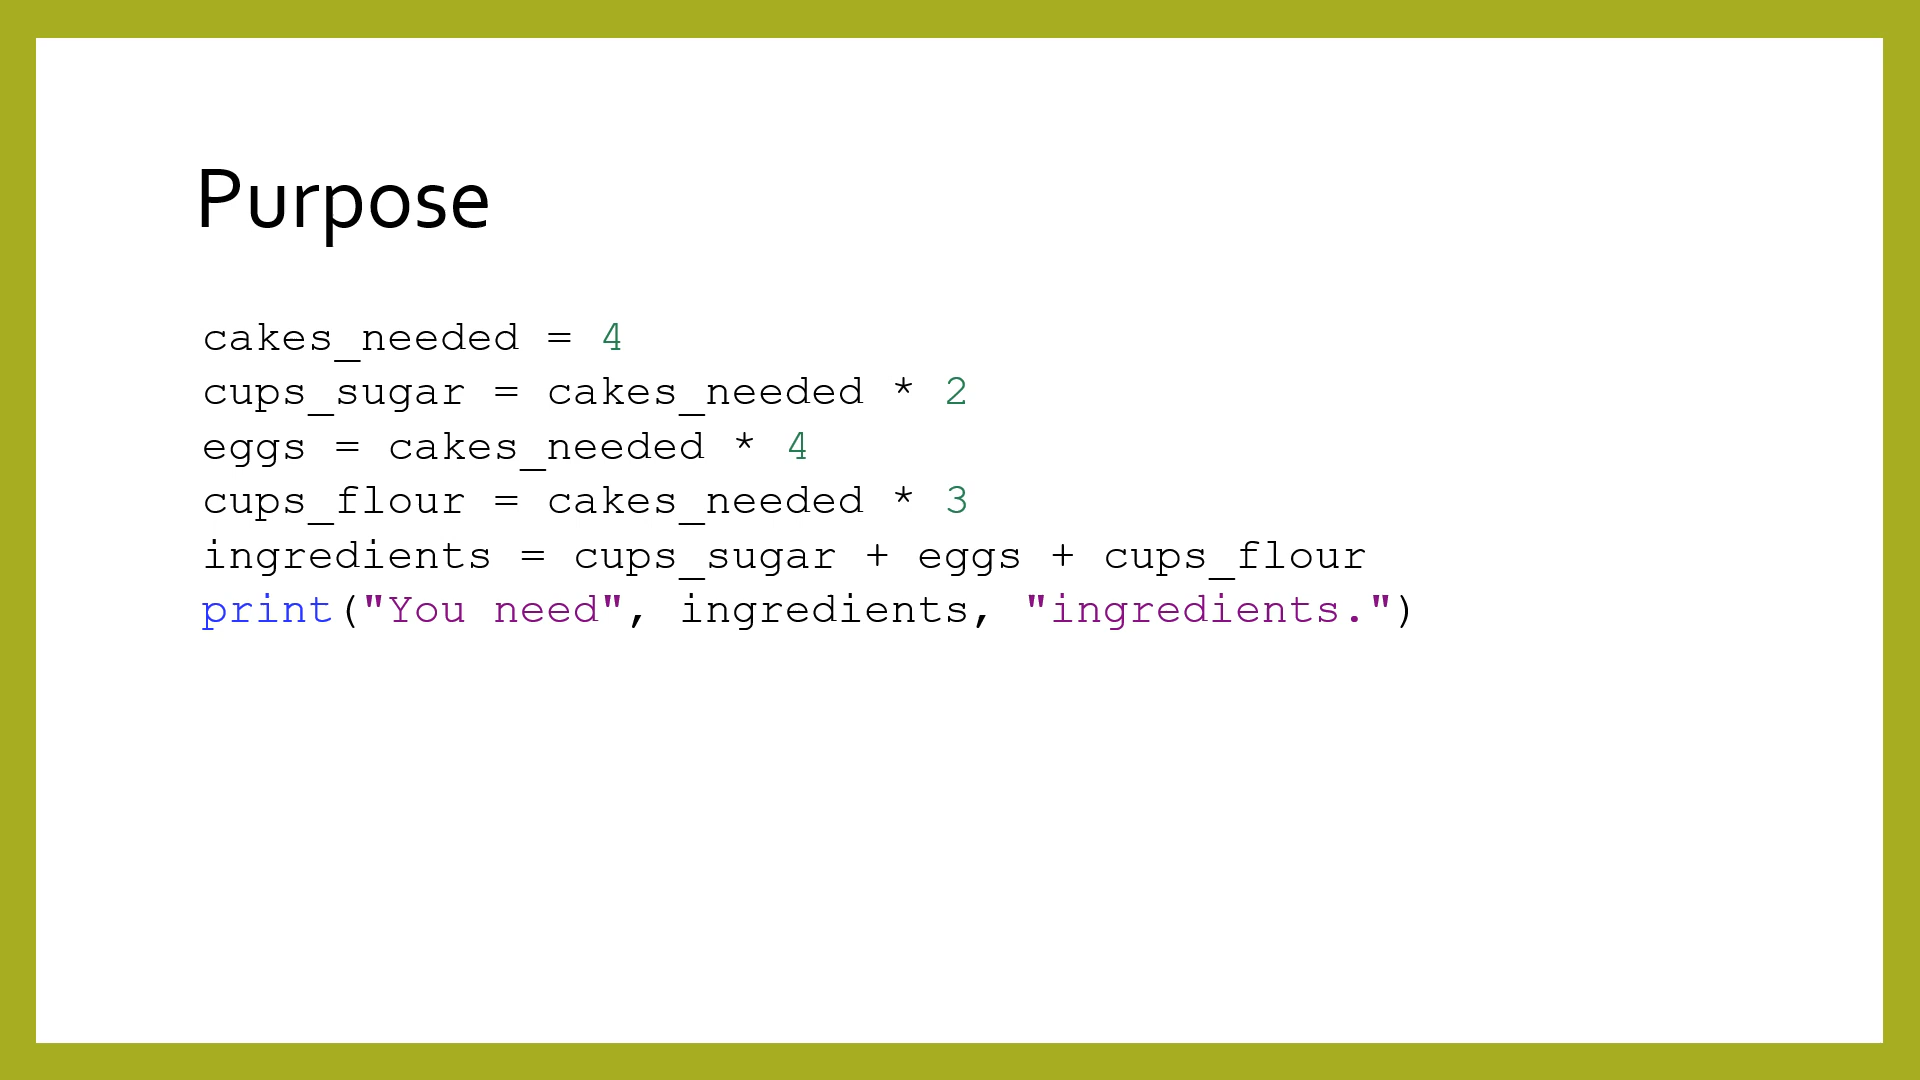 Purpose
cakes_needed = 4
cups_sugar = cakes_needed * 2
eggs = cakes_needed * 4
cups_flour = cakes_needed * 3
ingredients = cups_sugar + eggs + cups_flour
print("You need", ingredients, "ingredients.")